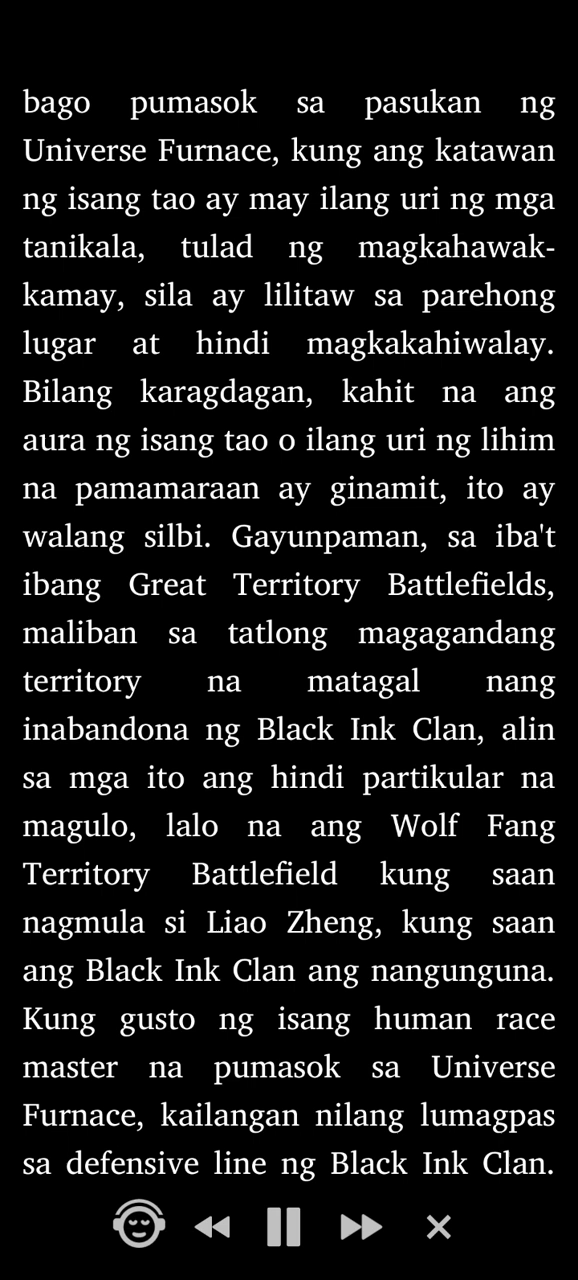 bago pumasok sa pasukan ng
Universe Furnace, kung ang katawan
ng isang tao ay may ilang uri ng mga
tanikala, tulad ng magkahawak-
kamay, sila ay lilitaw sa parehong
lugar at hindi magkakahiwalay.
Bilang karagdagan, kahit na ang
aura ng isang tao o ilang uri ng lihim
na pamamaraan ay ginamit, ito ay
walang silbi. Gayunpaman, sa iba't
ibang Great Territory Battlefields,
maliban sa tatlong magagandang
territory na matagal nang
inabandona ng Black Ink Clan, alin
sa mga ito ang hindi partikular na
magulo, lalo na ang Wolf Fang
Territory Battlefield kung saan
nagmula si Liao Zheng, kung saan
ang Black Ink Clan ang nangunguna.
Kung gusto ng isang human race
master na pumasok sa Universe
Furnace, kailangan nilang lumagpas
sa defensive line ng Black Ink Clan.